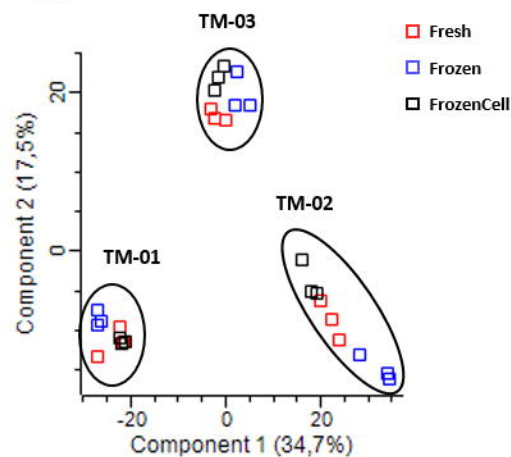 TM-03
Fresh
Frozen
FrozenCell
20
TM-02
0
TM-01
Component 2 (17,5%)
-20
0
20
Component 1 (34,7%)